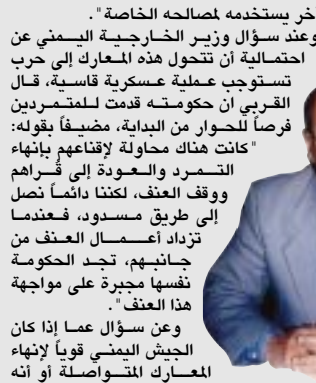 خر يستخدمه لمصالحه الخاصة".
وعند سؤال وزير الخارجية اليمني عن
احتمالية أن تتحول هذه المعارك إلى حرب
تستوجب عملية عسكرية قاسية، قال
القربي ان حكومته قدمت للمتمردين
فرصاً للحوار من البداية، مضيفاً بقوله:
"كانت هناك محاولة لإقناعهم بإنهاء
التمرد والعودة إلى قُراهم
ووقف العنف، لكننا دائماً نصل
إلى طريق مسدود، فعندما
تزداد أعمال العنف من
جانبهم، تجد الحكومة
نفسها مجبرة على مواجهة
هذا العنف".
وعن سؤال عما إذا كان
الجيش اليمني قوياً لإنهاء
المعارك المتواصلة أو أنه